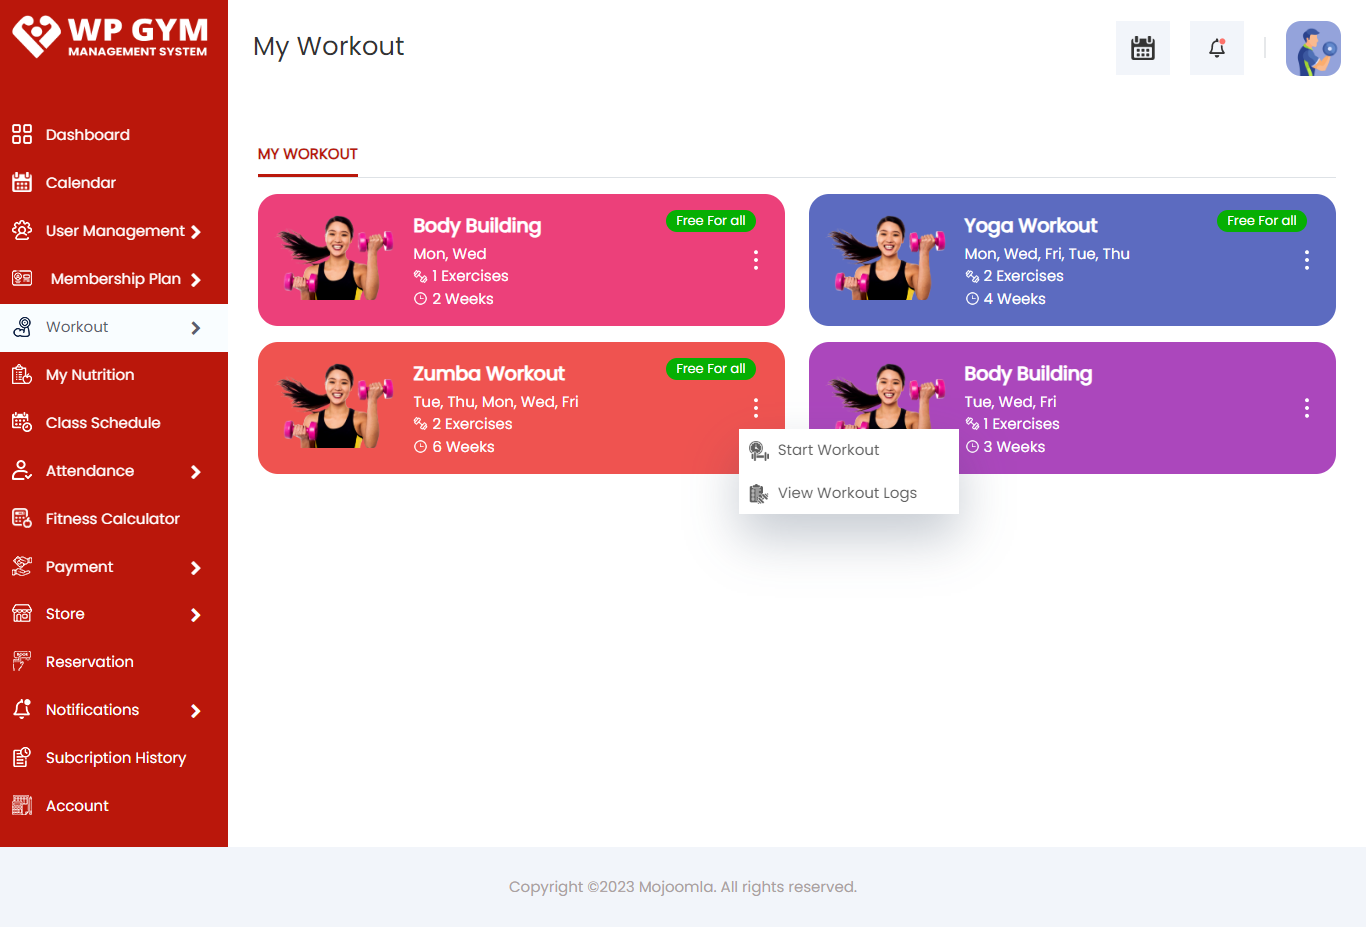 WP GYM
MANAGEMENT SYSTEM
My Workout
Dashboard
Calendar
User Management
Membership Plan
Workout
My Nutrition
Class Schedule
Attendance
Fitness Calculator
Payment
Store
Reservation
Notifications
Subcription History
Account
MY WORKOUT
Body Building
Free For all
Mon, Wed
1 Exercises
2 Weeks
Yoga Workout
Free For all
Mon, Wed, Fri, Tue, Thu
2 Exercises
4 Weeks
Zumba Workout
Free For all
Tue, Thu, Mon, Wed, Fri
2 Exercises
6 Weeks
Body Building
Tue, Wed, Fri
1 Exercises
3 Weeks
Start Workout
View Workout Logs
Copyright ©2023 Mojoomla. All rights reserved.